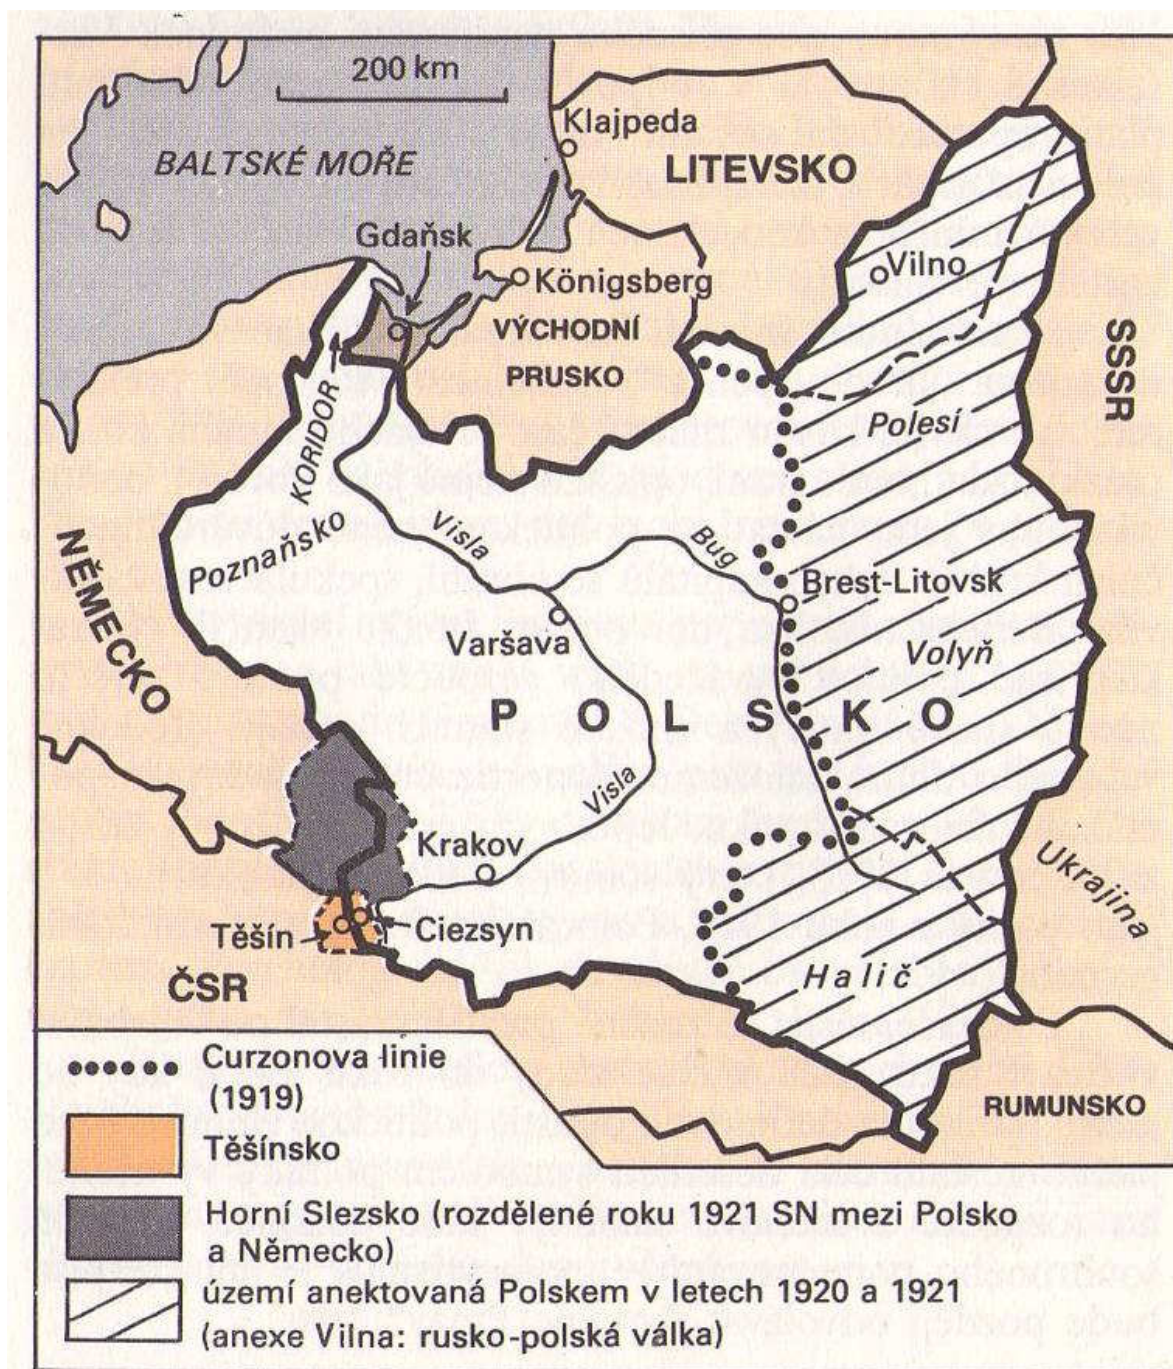 200 km
Klajpeda
BALTSKÉ MOŘE
LITEVSKO
Gdaňsk
Vilno
Königsberg
VÝCHODNÍ
PRUSKO
SSSR
KORIDOR
Polesí
Poznaňsko
Visla
Bug
NĚMECKO
Brest-Litovsk
Varšava
Volyň
POLSKO
Visla
Krakov
Ukrajina
Těšín
Ciezsyn
Halič
ČSR
RUMUNSKO
Curzonova linie
(1919)
Těšínsko
Horní Slezsko (rozdělené roku 1921 SN mezi Polsko
a Německo)
území anektovaná Polskem v letech 1920 a 1921
(anexe Vilna: rusko-polská válka)